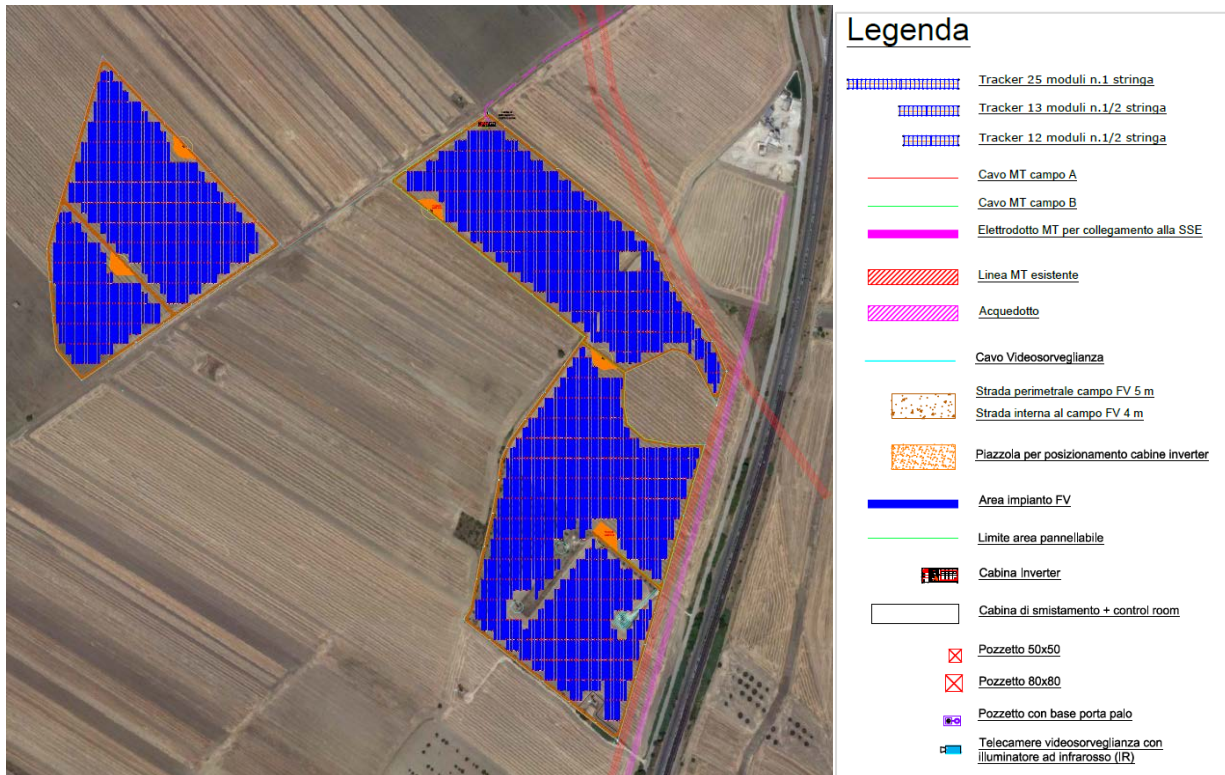 Legenda
Tracker 25 moduli n.1 stringa
Tracker 13 moduli n.1/2 stringa
Tracker 12 moduli n.1/2 stringa
Cavo MT campo A
Cavo MT campo B
Elettrodotto MT per collegamento alla SSE
Linea MT esistente
Acquedotto
Cavo Videosorveglianza
Strada perimetrale campo FV 5 m
Strada interna al campo FV 4 m
Piazzola per posizionamento cabine inverter
Area impianto FV
Limite area pannellabile
Cabina Inverter
Cabina di smistamento + control room
Pozzetto 50x50
Pozzetto 80x80
Pozzetto con base porta palo
Telecamere videosorveglianza con
illuminatore ad infrarosso (IR)